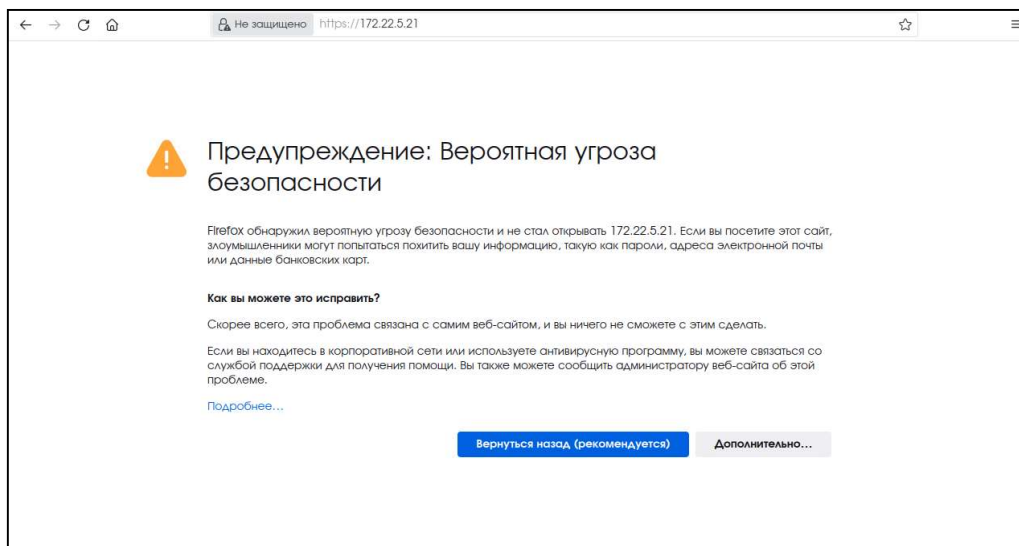 Не защищено https://172.22.5.21
Предупреждение: Вероятная угроза
безопасности
Firefox обнаружил вероятную угрозу безопасности и не стал открывать 172.22.5.21. Если вы посетите этот сайт,
злоумышленники могут попытаться похитить вашу информацию, такую как пароли, адреса электронной почты
или данные банковских карт.
Как вы можете это исправить?
Скорее всего, эта проблема связана с самим веб-сайтом, и вы ничего не сможете с этим сделать.
Если вы находитесь в корпоративной сети или используете антивирусную программу, вы можете связаться со
службой поддержки для получения помощи. Вы также можете сообщить администратору веб-сайта об этой
проблеме.
Подробнее...
Вернуться назад (рекомендуется) Дополнительно...